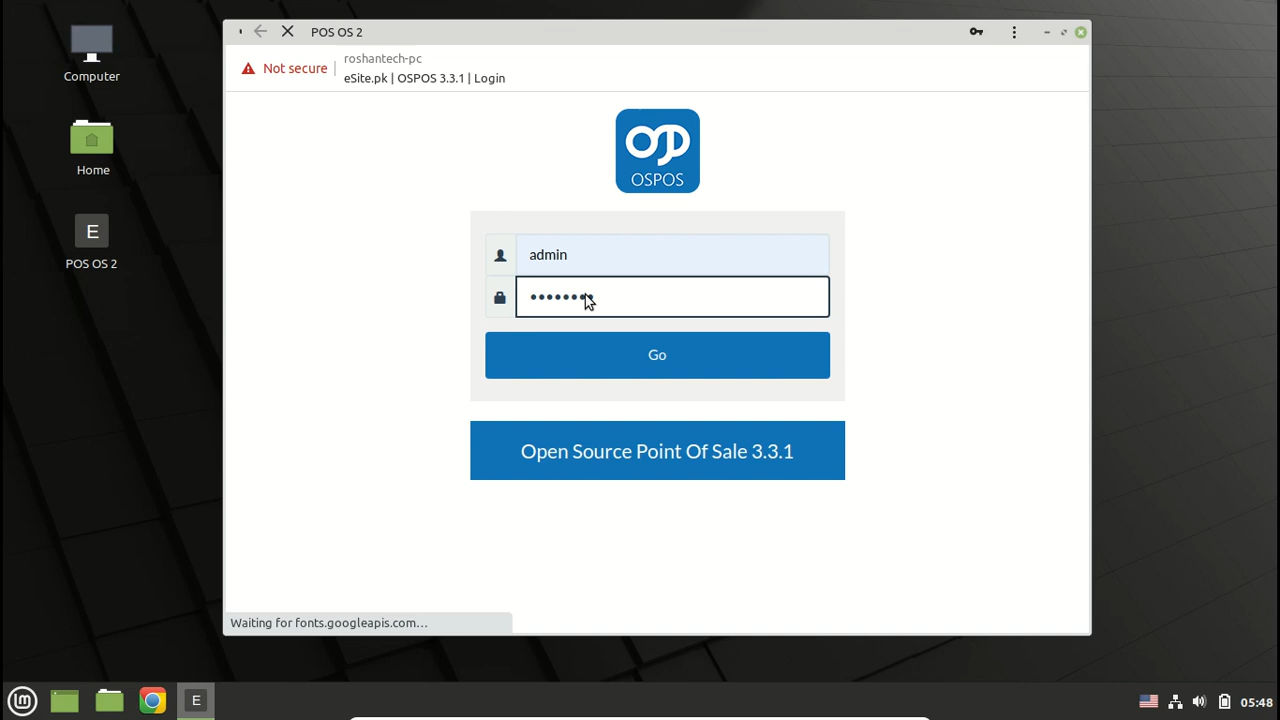 POS OS 2
Not secure
roshantech-pc
eSite.pk | OSPOS 3.3.1 | Login
Computer
Home
E
POS OS 2
OSPOS
admin
••••••••
Go
Open Source Point Of Sale 3.3.1
Waiting for fonts.googleapis.com...
E
05:48